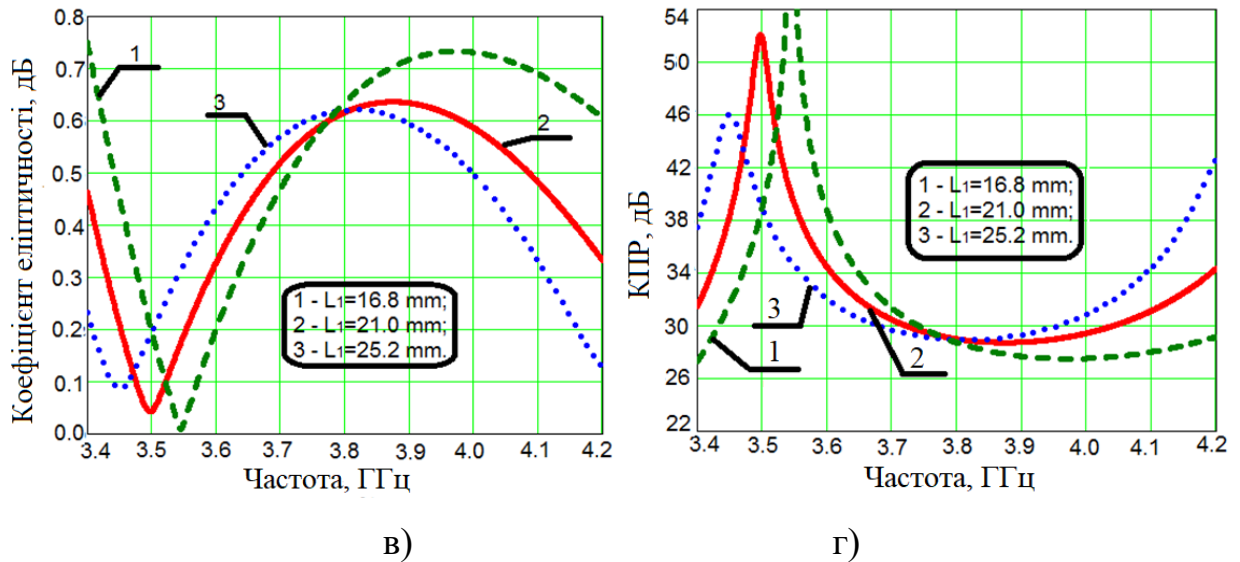 Коефіцієнт еліптичності, дБ
0.8
0.7
0.6
0.5
0.4
0.3
0.2
0.1
0.0
1
3
2
1 - L1=16.8 mm;
2 - L1=21.0 mm;
3 - L1=25.2 mm.
3.4 3.5 3.6 3.7 3.8 3.9 4.0 4.1 4.2
Частота, ГГц
в)
КПР, дБ
54
50
46
42
38
34
30
26
22
1 - L1=16.8 mm;
2 - L1=21.0 mm;
3 - L1=25.2 mm.
3
1
2
3.4 3.5 3.6 3.7 3.8 3.9 4.0 4.1 4.2
Частота, ГГц
г)